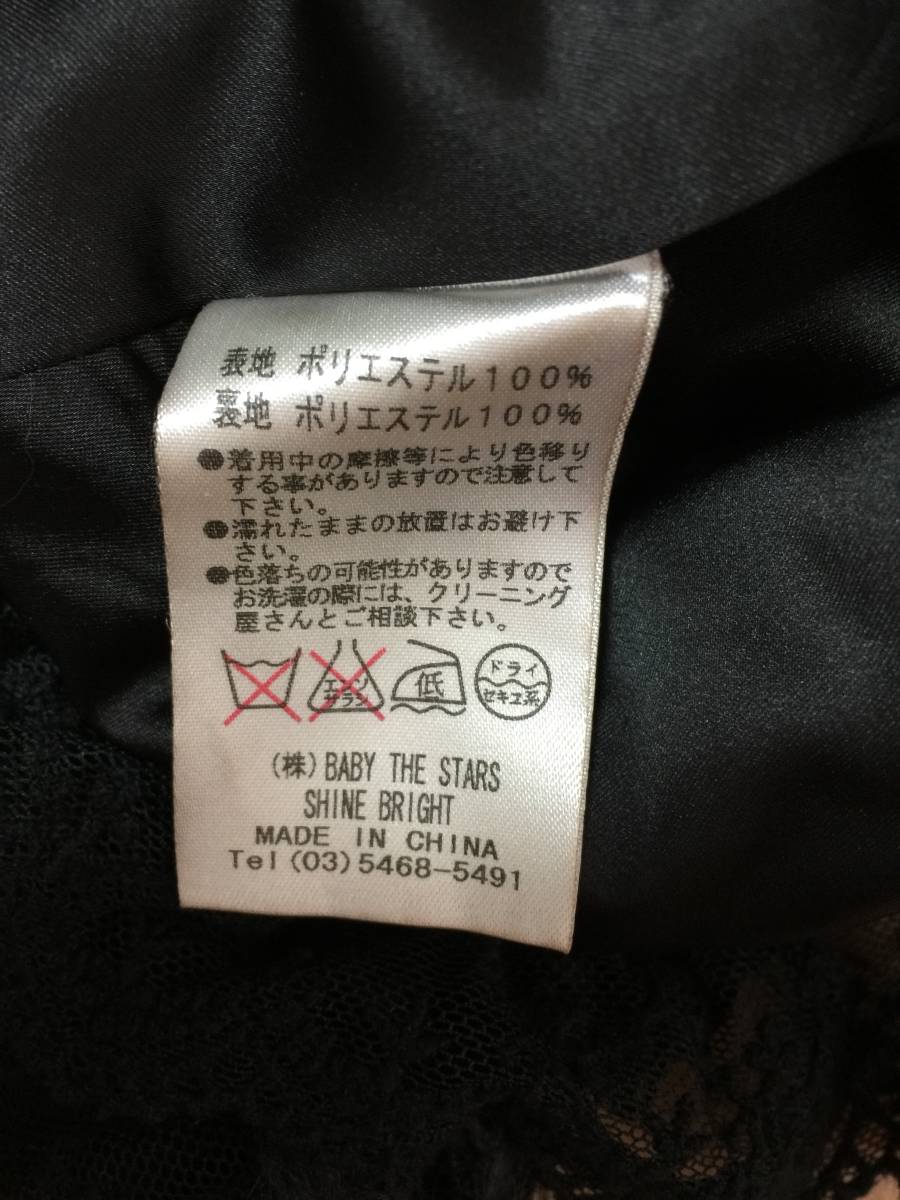 表地 ポリエステル100%
裏地 ポリエステル100%
●着用中の摩擦等により色移り
する事がありますので注意して
下さい。
●濡れたままの放置はお避け下
さい。
●色落ちの可能性がありますので
お洗濯の際には、クリーニング
屋さんとご相談下さい。
エンソ
サラシ
低
ドライ
セキユ系
(株)BABY THE STARS
SHINE BRIGHT
MADE IN CHINA
Tel(03)5468-5491